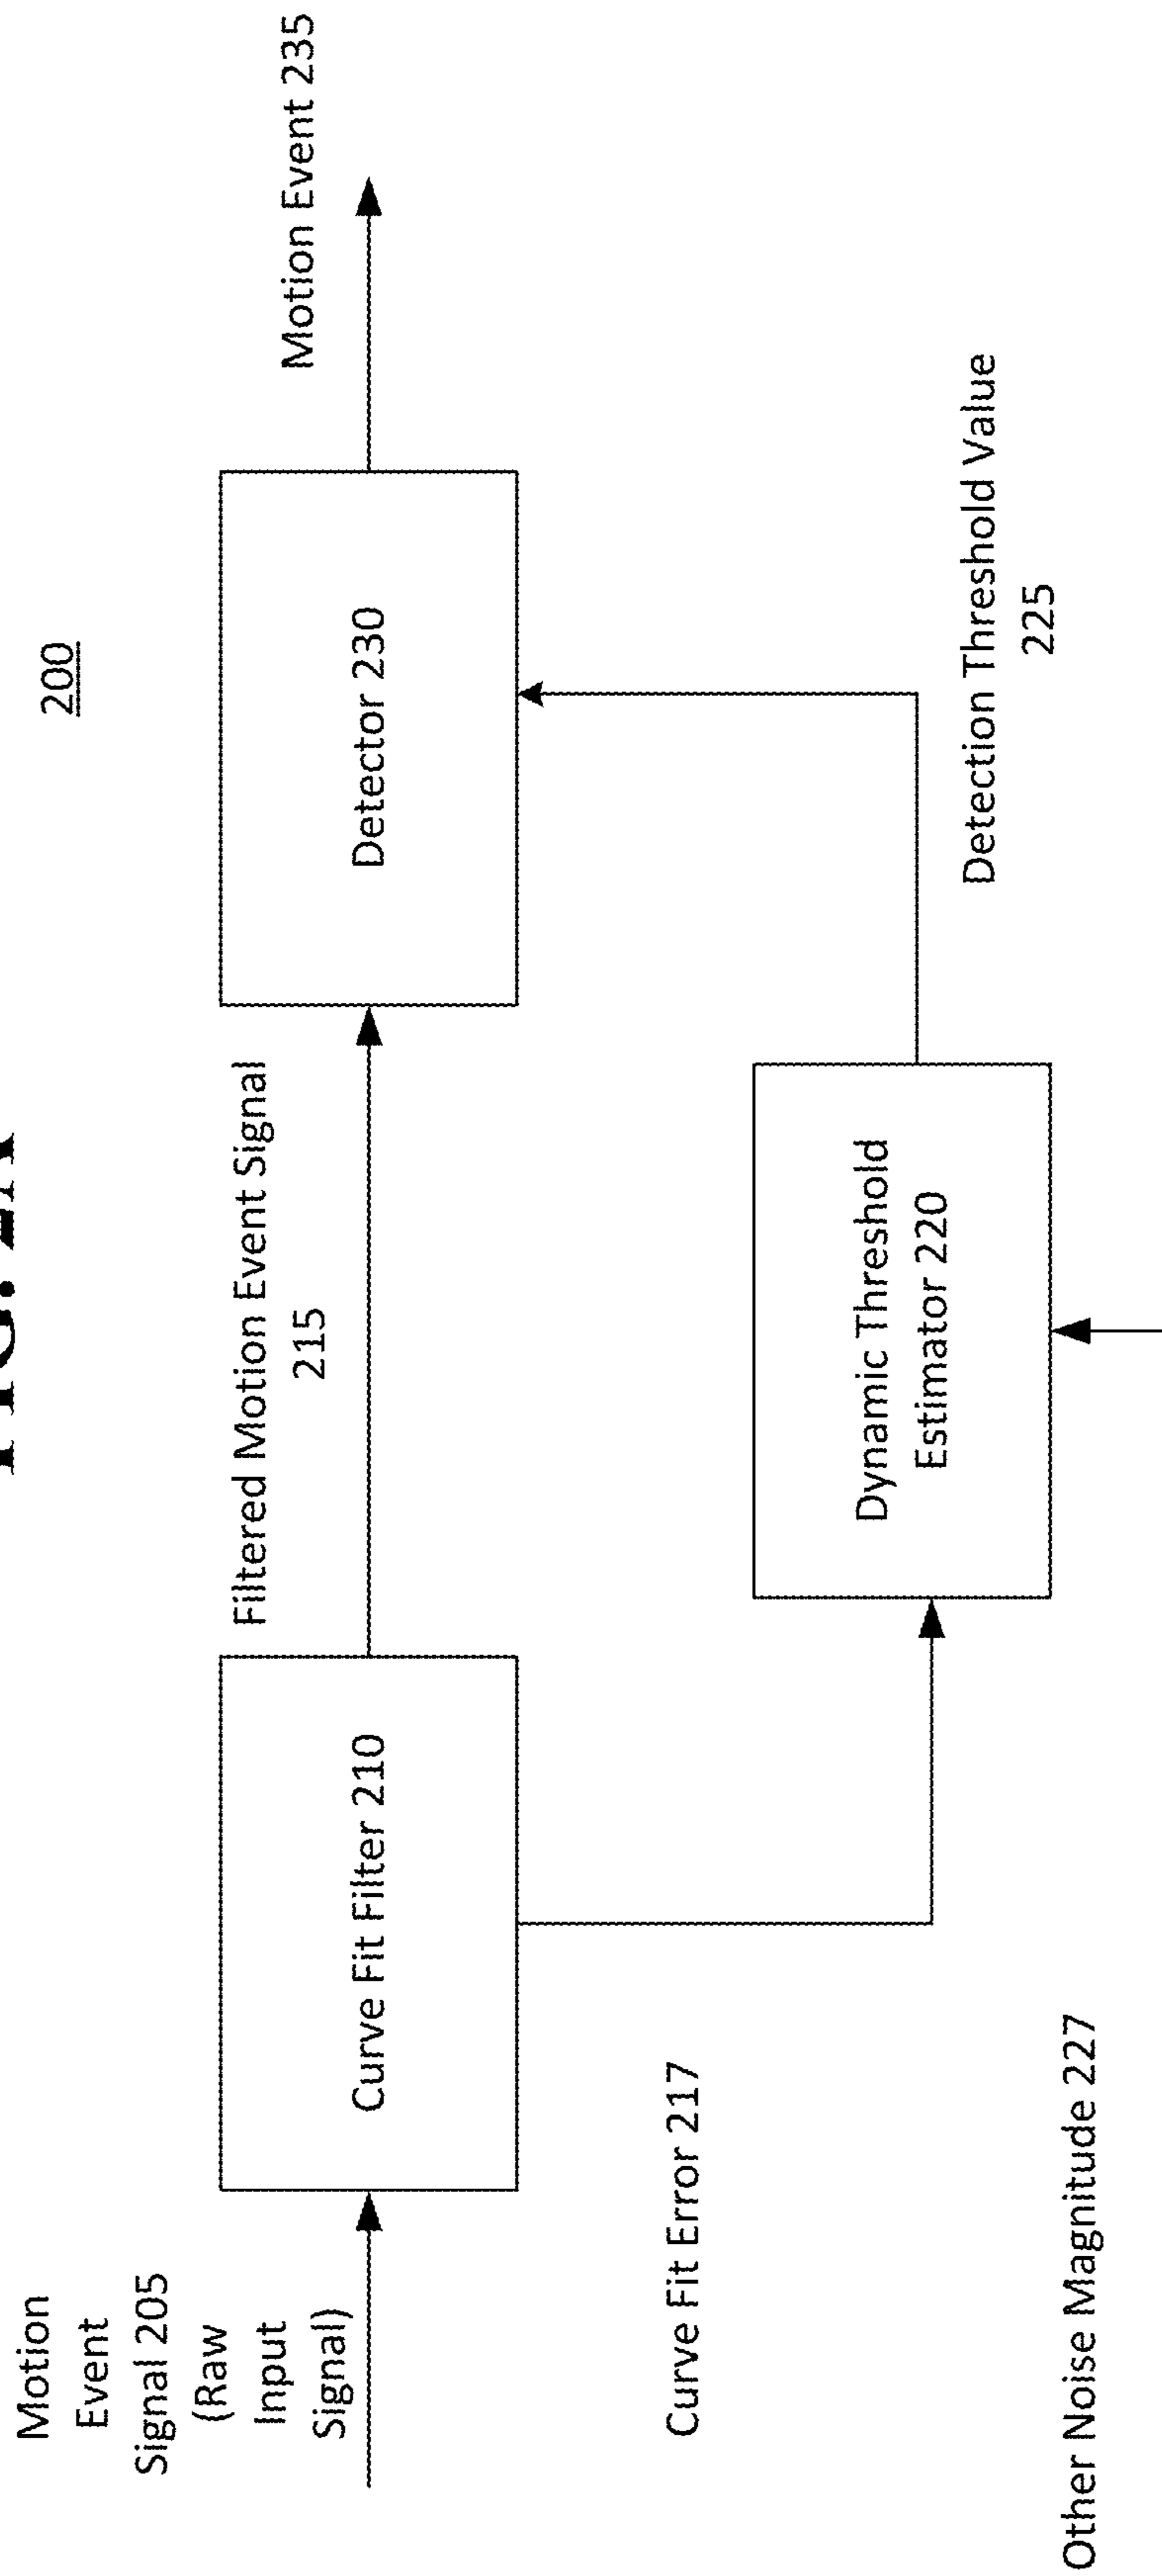 200
Motion
Event
Signal 205
(Raw
Input
Signal)
Curve Fit Filter 210
Filtered Motion Event Signal
215
Detector 230
Motion Event 235
Curve Fit Error 217
Dynamic Threshold
Estimator 220
Detection Threshold Value
225
Other Noise Magnitude 227